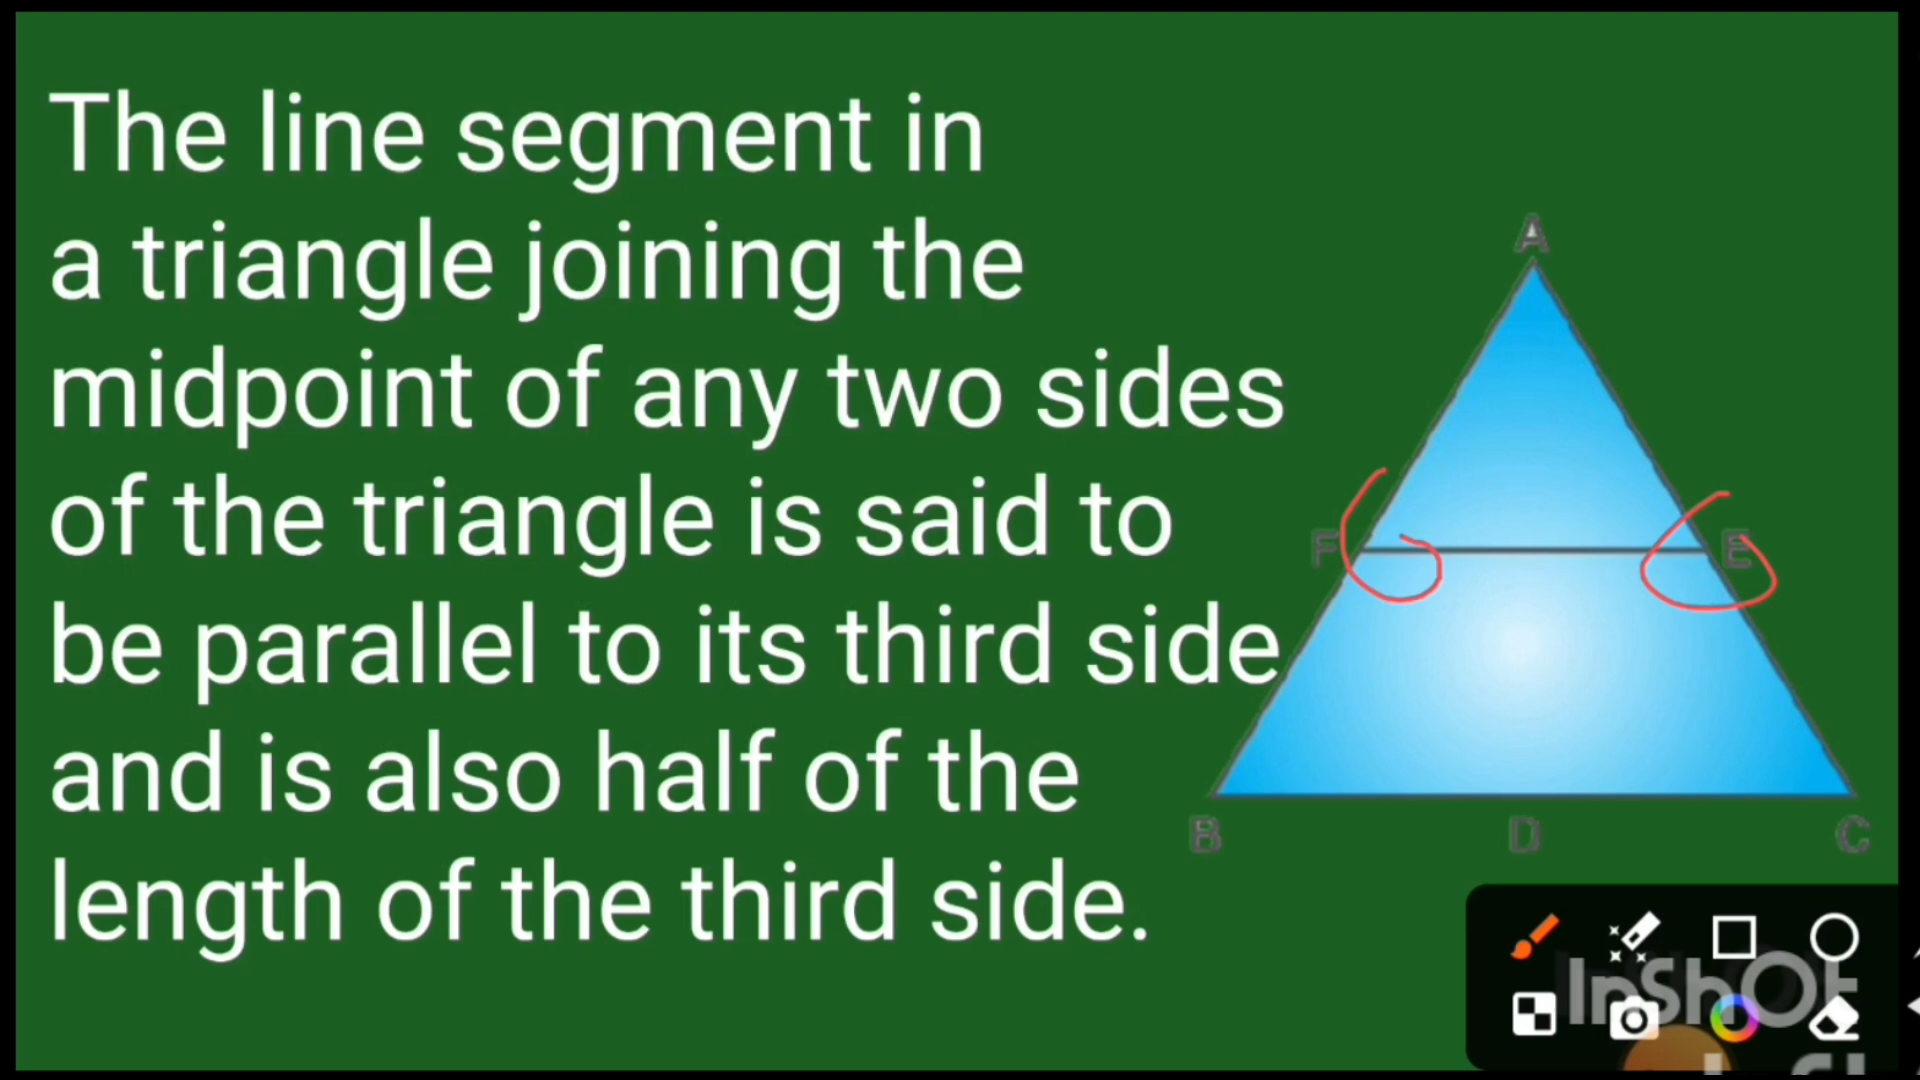 The line segment in
a triangle joining the
midpoint of any two sides
of the triangle is said to
be parallel to its third side
and is also half of the
length of the third side.
A
F
E
B D C
InShOt